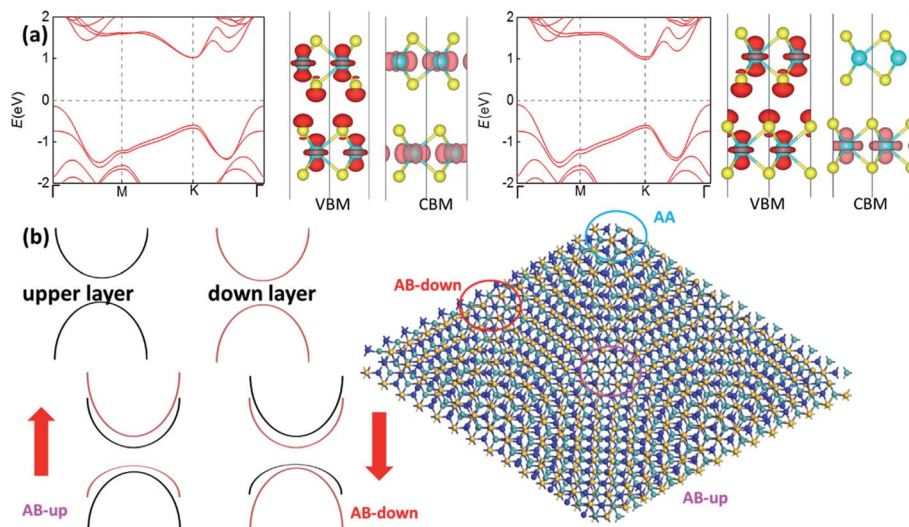 (a)
2
1
0
-1
-2
E(eV)
Γ
M
K
Γ
VBM
CBM
2
1
0
-1
-2
E(eV)
Γ
M
K
Γ
VBM
CBM
(b)
upper layer
down layer
AB-up
AB-down
AA
AB-down
AB-up